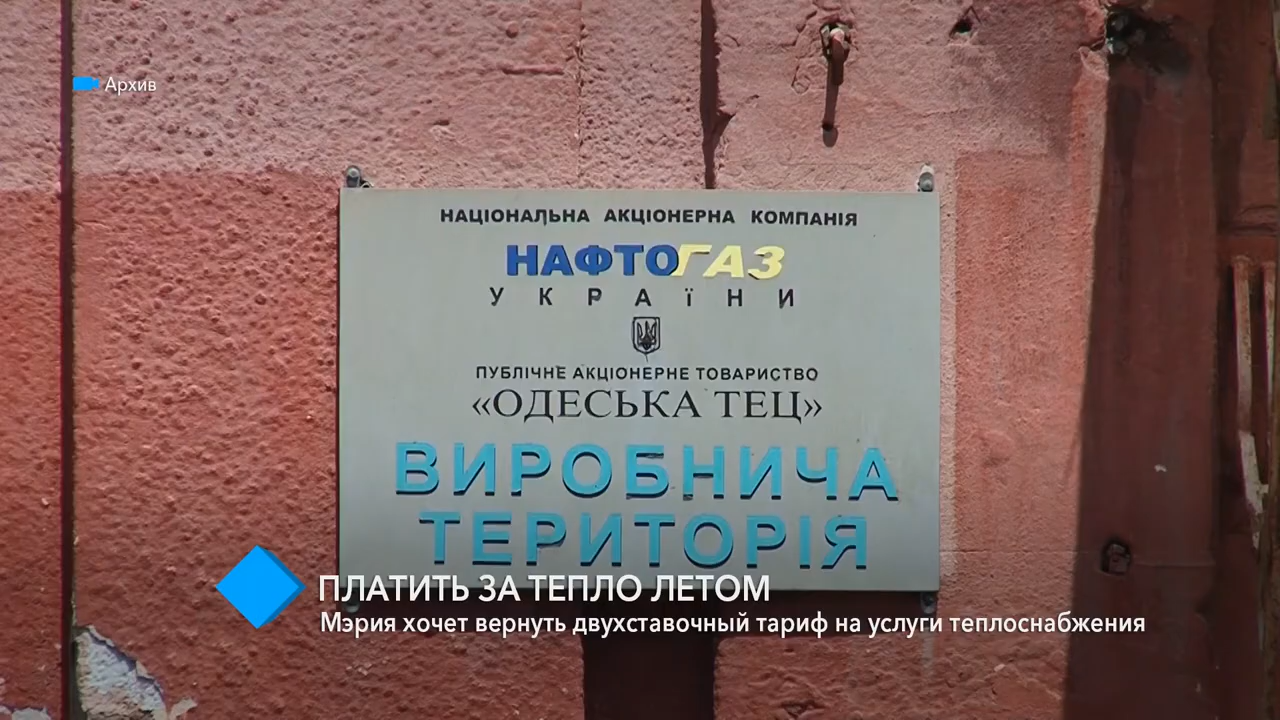 Архив
НАЦІОНАЛЬНА АКЦІОНЕРНА КОМПАНІЯ
НАФТОГАЗ
УКРАЇНИ
ПУБЛІЧНЕ АКЦІОНЕРНЕ ТОВАРИСТВО
«ОДЕСЬКА ТЕЦ»
ВИРОБНИЧА
ТЕРИТОРІЯ
ПЛАТИТЬ ЗА ТЕПЛО ЛЕТОМ
Мэрия хочет вернуть двухставочный тариф на услуги теплоснабжения